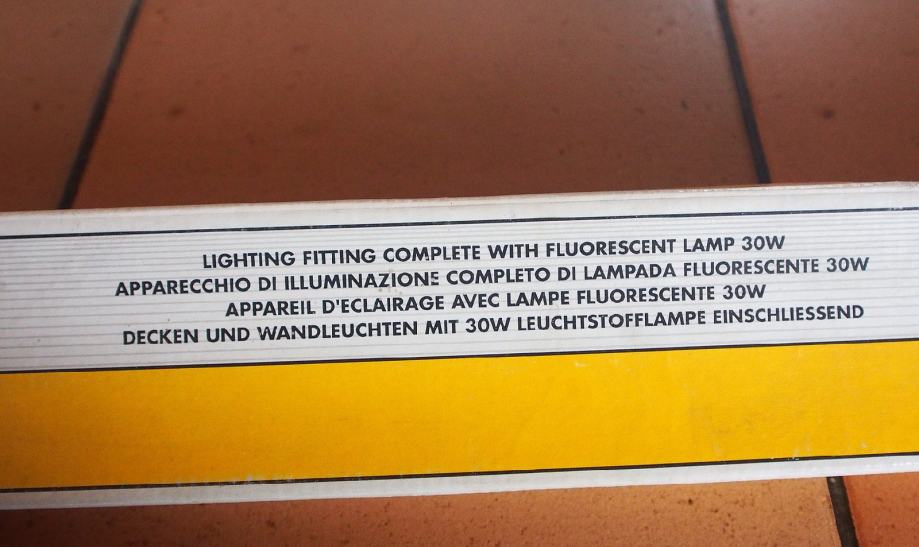 LIGHTING FITTING COMPLETE WITH FLUORESCENT LAMP 30W
APPARECCHIO DI ILLUMINAZIONE COMPLETO DI LAMPADA FLUORESCENTE 30W
APPAREIL D'ECLAIRAGE AVEC LAMPE FLUORESCENTE 30W
DECKEN UND WANDLEUCHTEN MIT 30W LEUCHTSTOFFLAMPE EINSCHLIESSEND